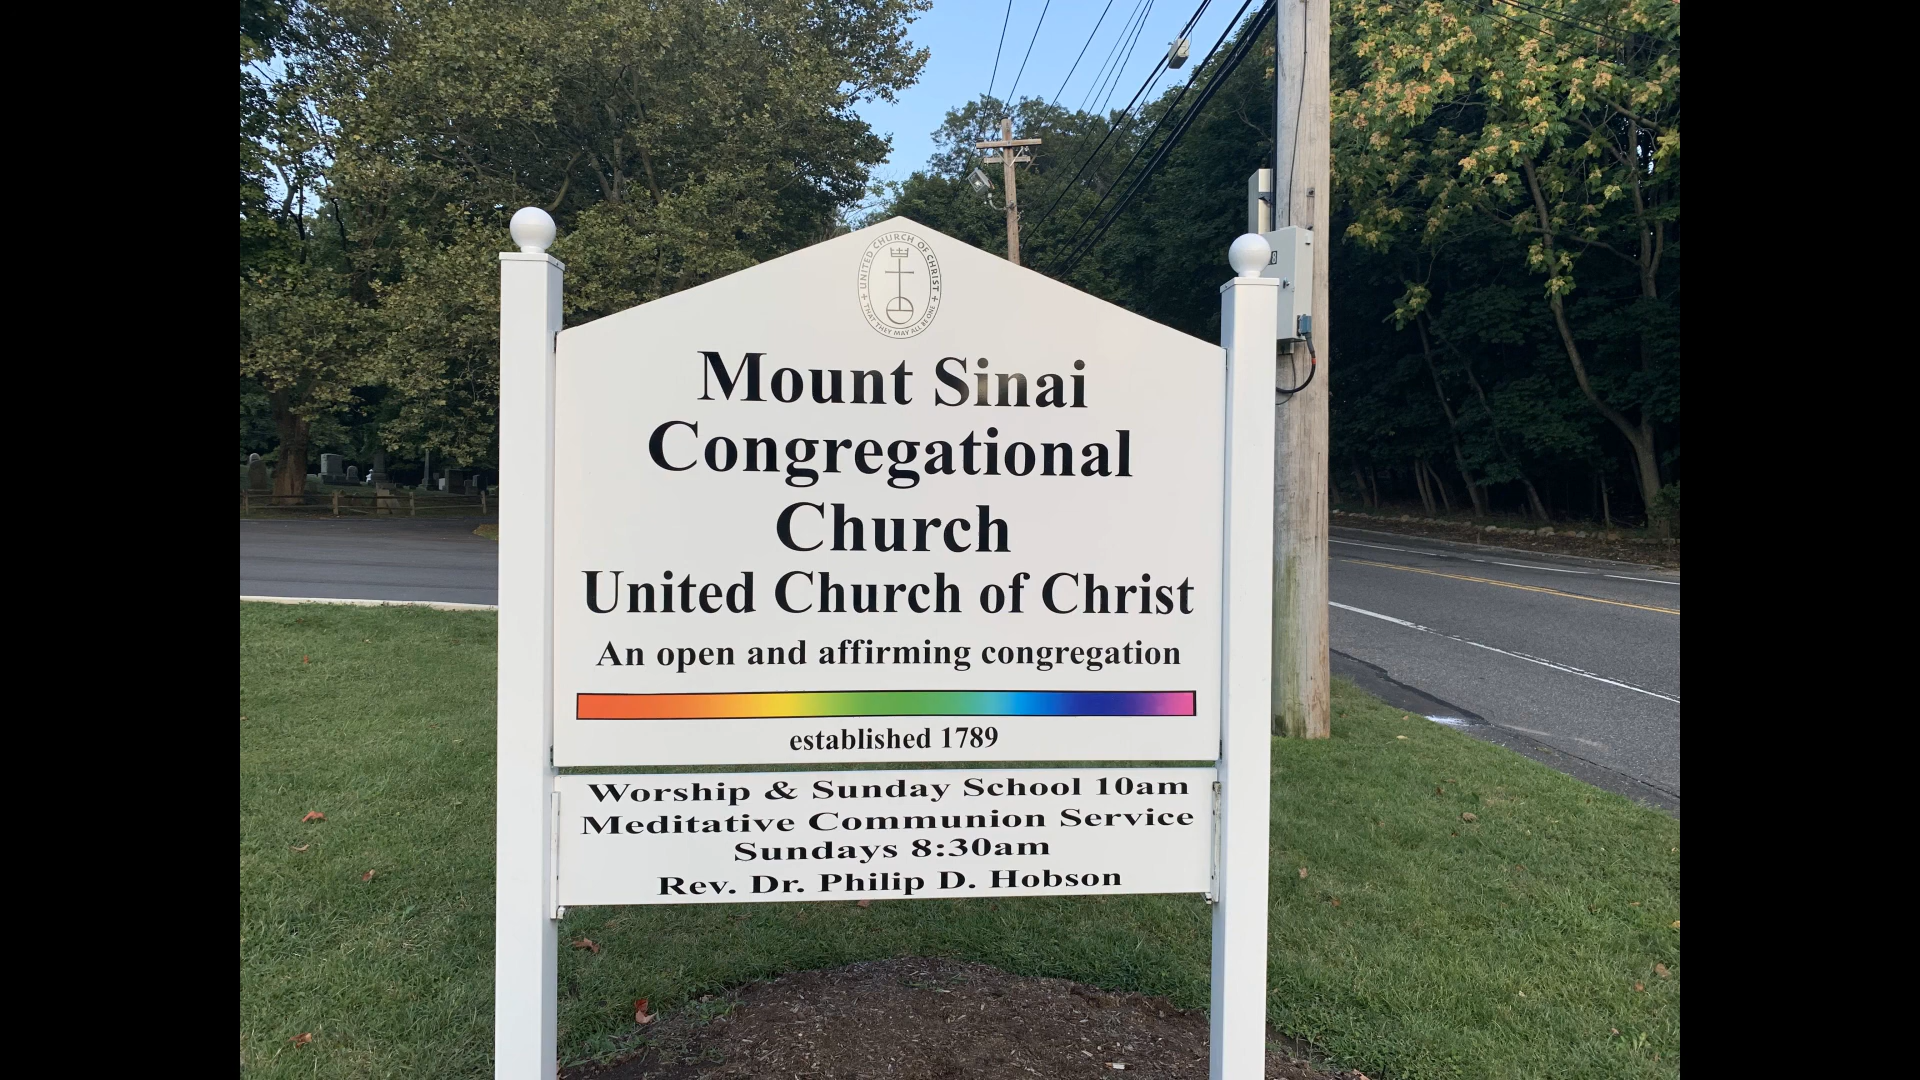 UNITED CHURCH OF CHRIST
THAT THEY MAY ALL BE ONE
Mount Sinai
Congregational
Church
United Church of Christ
An open and affirming congregation
established 1789
Worship & Sunday School 10am
Meditative Communion Service
Sundays 8:30am
Rev. Dr. Philip D. Hobson